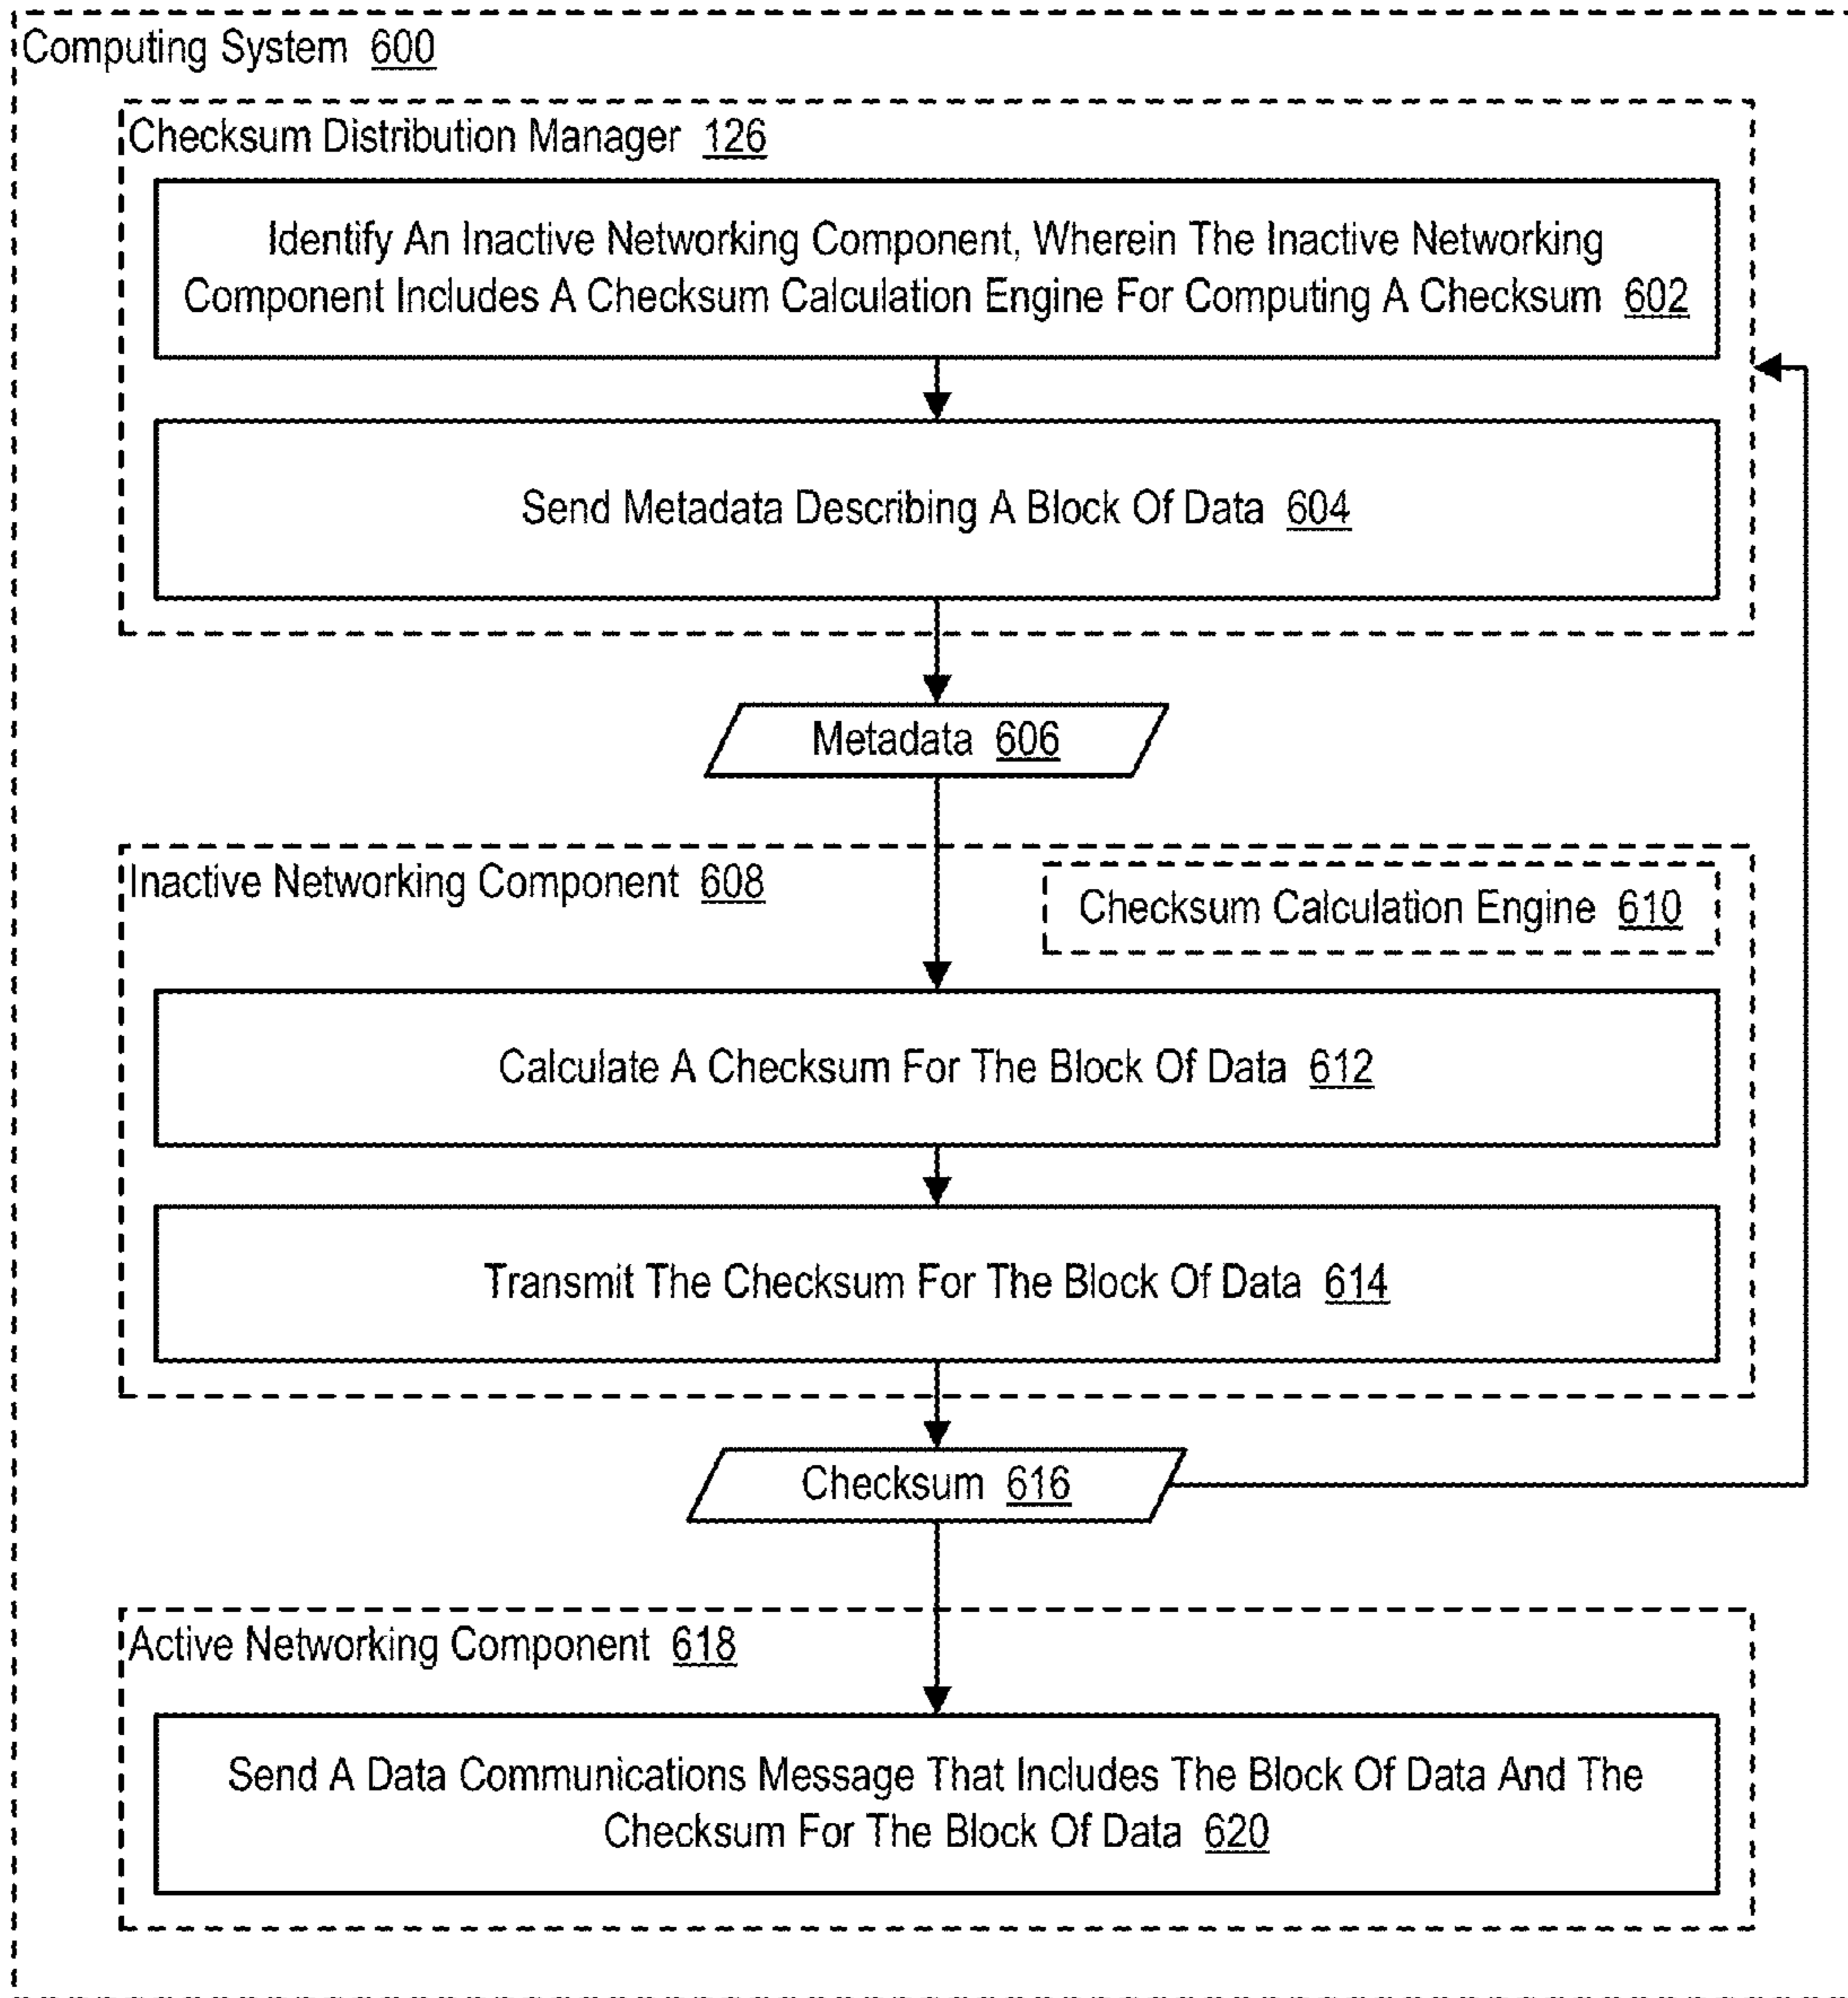 Computing System 600
Checksum Distribution Manager 126
Identify An Inactive Networking Component, Wherein The Inactive Networking
Component Includes A Checksum Calculation Engine For Computing A Checksum 602
Send Metadata Describing A Block Of Data 604
Metadata 606
Inactive Networking Component 608
Checksum Calculation Engine 610
Calculate A Checksum For The Block Of Data 612
Transmit The Checksum For The Block Of Data 614
Checksum 616
Active Networking Component 618
Send A Data Communications Message That Includes The Block Of Data And The
Checksum For The Block Of Data 620